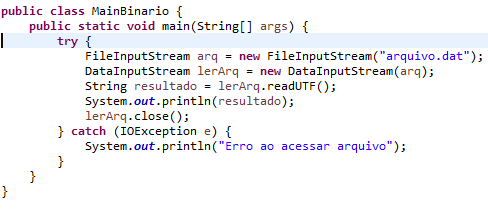 public class MainBinario {
public static void main(String[] args) {
try {
FileInputStream arq = new FileInputStream("arquivo.dat");
DataInputStream lerArq = new DataInputStream(arq);
String resultado = lerArq.readUTF();
System.out.println(resultado);
lerArq.close();
} catch (IOException e) {
System.out.println("Erro ao acessar arquivo");
}
}
}